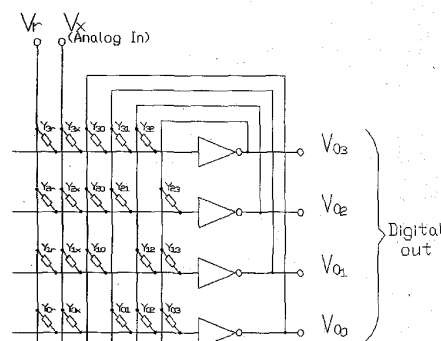 Vr Vx
(Analog In)
Y3r Y3x Y30 Y31 Y32
V03
Y2r Y2x Y20 Y21 Y23
V02
Digital
out
Y1r Y1x Y10 Y12 Y13
V01
Y0r Y0x Y01 Y02 Y03
V00